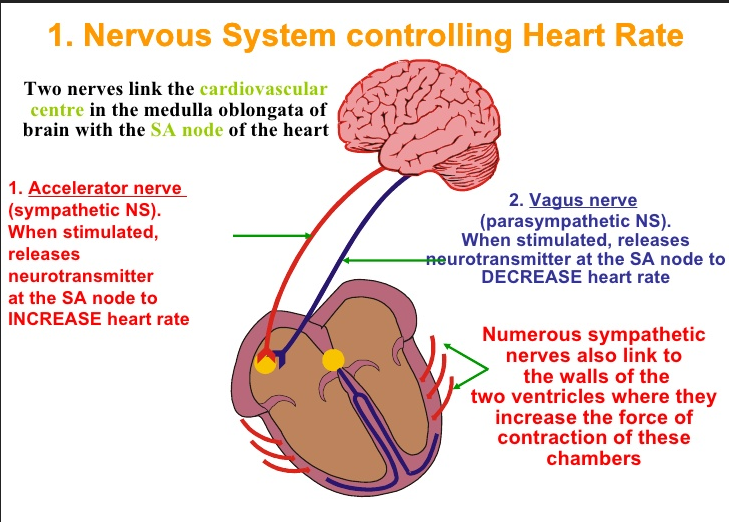 1. Nervous System controlling Heart Rate
Two nerves link the cardiovascular
centre in the medulla oblongata of
brain with the SA node of the heart
1. Accelerator nerve
(sympathetic NS).
When stimulated,
releases
neurotransmitter
at the SA node to
INCREASE heart rate
2. Vagus nerve
(parasympathetic NS).
When stimulated, releases
neurotransmitter at the SA node to
DECREASE heart rate
Numerous sympathetic
nerves also link to
the walls of the
two ventricles where they
increase the force of
contraction of these
chambers